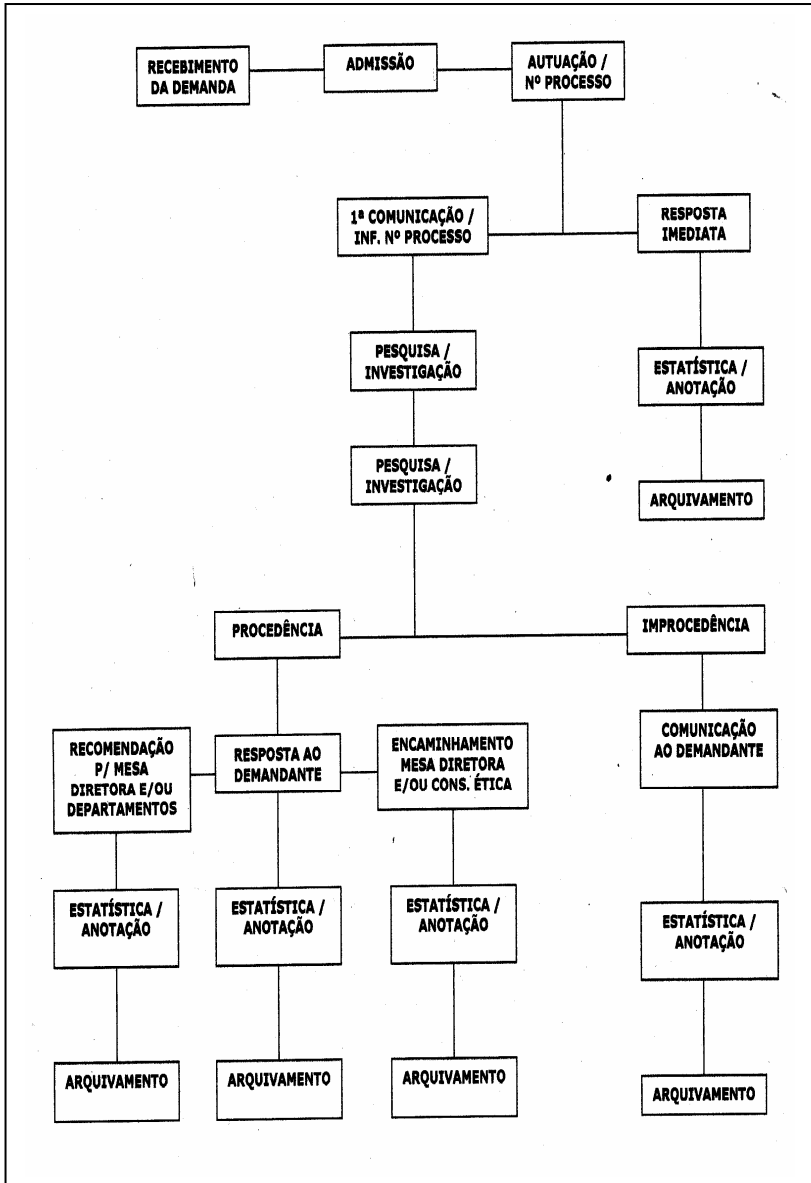 RECEBIMENTO
DA DEMANDA
ADMISSÃO
AUTUAÇÃO /
Nº PROCESSO
1ª COMUNICAÇÃO /
INF. Nº PROCESSO
RESPOSTA
IMEDIATA
PESQUISA /
INVESTIGAÇÃO
ESTATÍSTICA /
ANOTAÇÃO
PESQUISA /
INVESTIGAÇÃO
ARQUIVAMENTO
PROCEDÊNCIA
IMPROCEDÊNCIA
RECOMENDAÇÃO
P/ MESA
DIRETORA E/OU
DEPARTAMENTOS
RESPOSTA AO
DEMANDANTE
ENCAMINHAMENTO
MESA DIRETORA
E/OU CONS. ÉTICA
COMUNICAÇÃO
AO DEMANDANTE
ESTATÍSTICA /
ANOTAÇÃO
ESTATÍSTICA /
ANOTAÇÃO
ESTATÍSTICA /
ANOTAÇÃO
ESTATÍSTICA /
ANOTAÇÃO
ARQUIVAMENTO
ARQUIVAMENTO
ARQUIVAMENTO
ARQUIVAMENTO